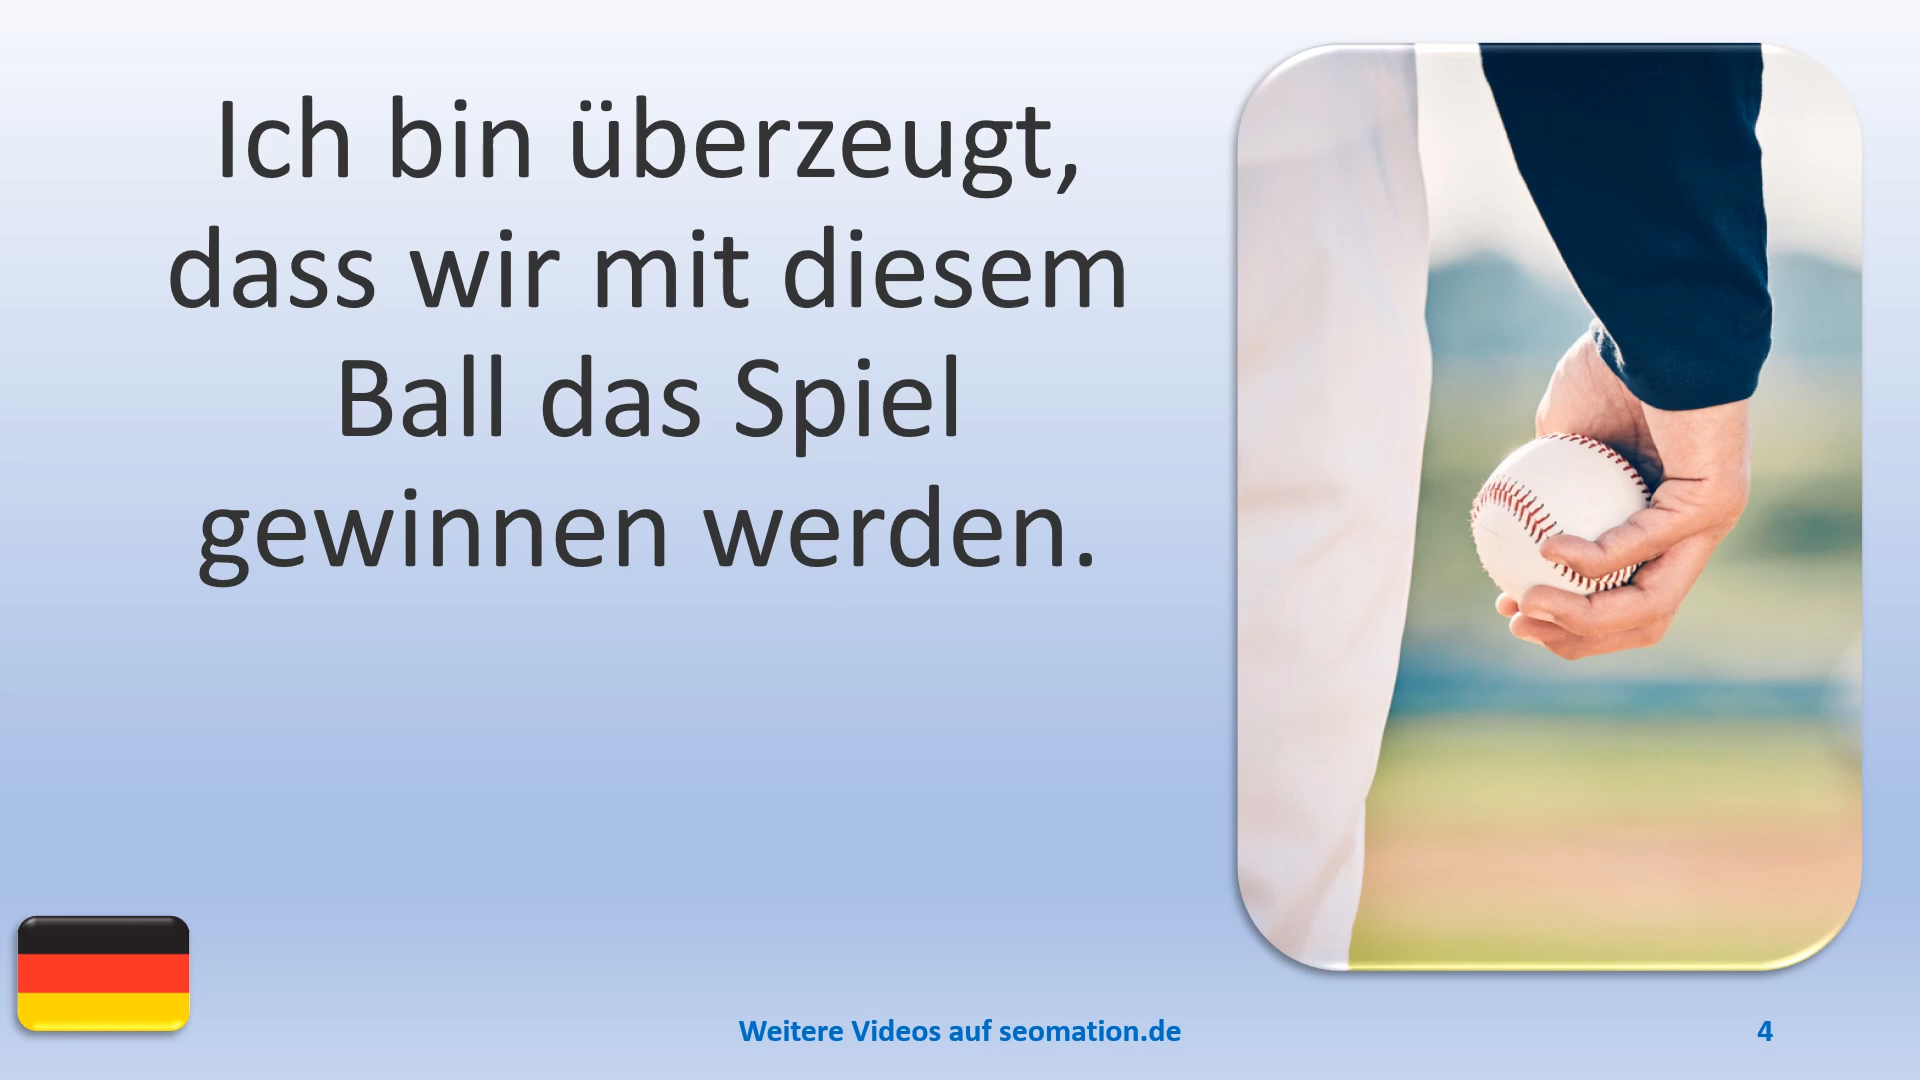 Ich bin überzeugt,
dass wir mit diesem
Ball das Spiel
gewinnen werden.
Weitere Videos auf seomation.de
4